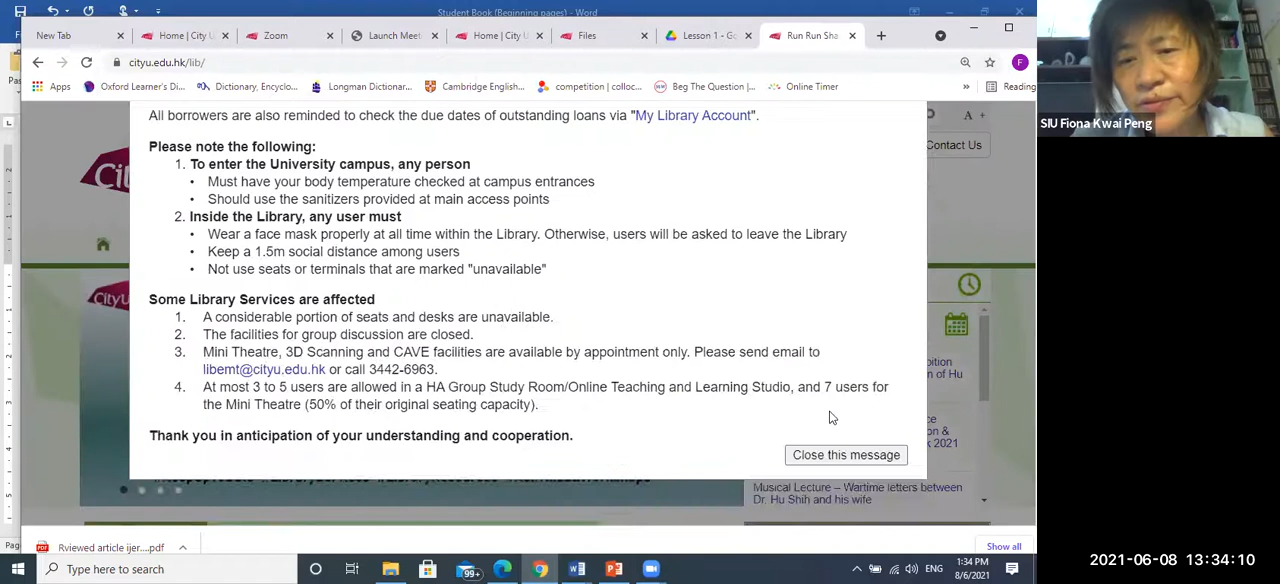 Student Book (Beginning pages) - Word
New Tab
Home | City U
Zoom
Launch Meet
Home | City U
Files
Lesson 1 - Go
Run Run Sha
cityu.edu.hk/lib/
F
Apps
Oxford Learner's Di...
Dictionary, Encyclo...
Longman Dictionar...
Cambridge English...
competition | colloc...
Beg The Question |...
Online Timer
»
Reading
SIU Fiona Kwai Peng
A +
Contact Us
All borrowers are also reminded to check the due dates of outstanding loans via "My Library Account".
Please note the following:
1. To enter the University campus, any person
• Must have your body temperature checked at campus entrances
• Should use the sanitizers provided at main access points
2. Inside the Library, any user must
• Wear a face mask properly at all time within the Library. Otherwise, users will be asked to leave the Library
• Keep a 1.5m social distance among users
• Not use seats or terminals that are marked "unavailable"
Some Library Services are affected
1. A considerable portion of seats and desks are unavailable.
2. The facilities for group discussion are closed.
3. Mini Theatre, 3D Scanning and CAVE facilities are available by appointment only. Please send email to
libemt@cityu.edu.hk or call 3442-6963.
4. At most 3 to 5 users are allowed in a HA Group Study Room/Online Teaching and Learning Studio, and 7 users for
the Mini Theatre (50% of their original seating capacity).
Thank you in anticipation of your understanding and cooperation.
Close this message
n of Hu
2021
Musical Lecture – Wartime letters between
Dr. Hu Shih and his wife
Rviewed article ijer....pdf
Show all
Type here to search
99+
ENG
1:34 PM
8/6/2021
2021-06-08 13:34:10